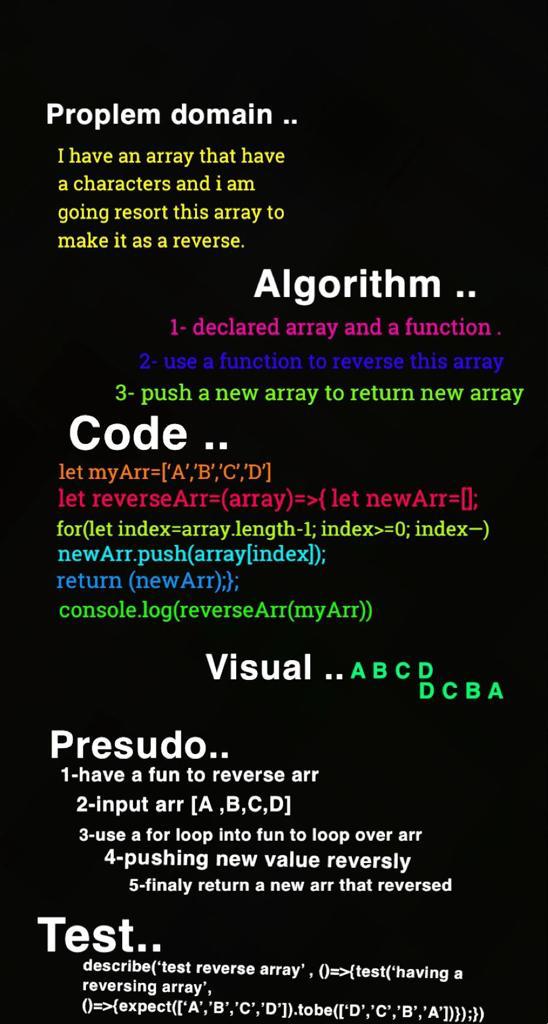 Proplem domain ..
I have an array that have
a characters and i am
going resort this array to
make it as a reverse.
Algorithm ..
1- declared array and a function .
2- use a function to reverse this array
3- push a new array to return new array
Code ..
let myArr=[‘A’,’B’,’C’,’D’]
let reverseArr=(array)=>{ let newArr=[];
for(let index=array.length-1; index>=0; index—)
newArr.push(array[index]);
return (newArr);};
console.log(reverseArr(myArr))
Visual .. A B C D
D C B A
Presudo..
1-have a fun to reverse arr
2-input arr [A ,B,C,D]
3-use a for loop into fun to loop over arr
4-pushing new value reversly
5-finaly return a new arr that reversed
Test..
describe(‘test reverse array’ , ()=>{test(‘having a
reversing array’,
()=>{expect([‘A’,’B’,’C’,’D’]).tobe([‘D’,’C’,’B’,’A’])});})